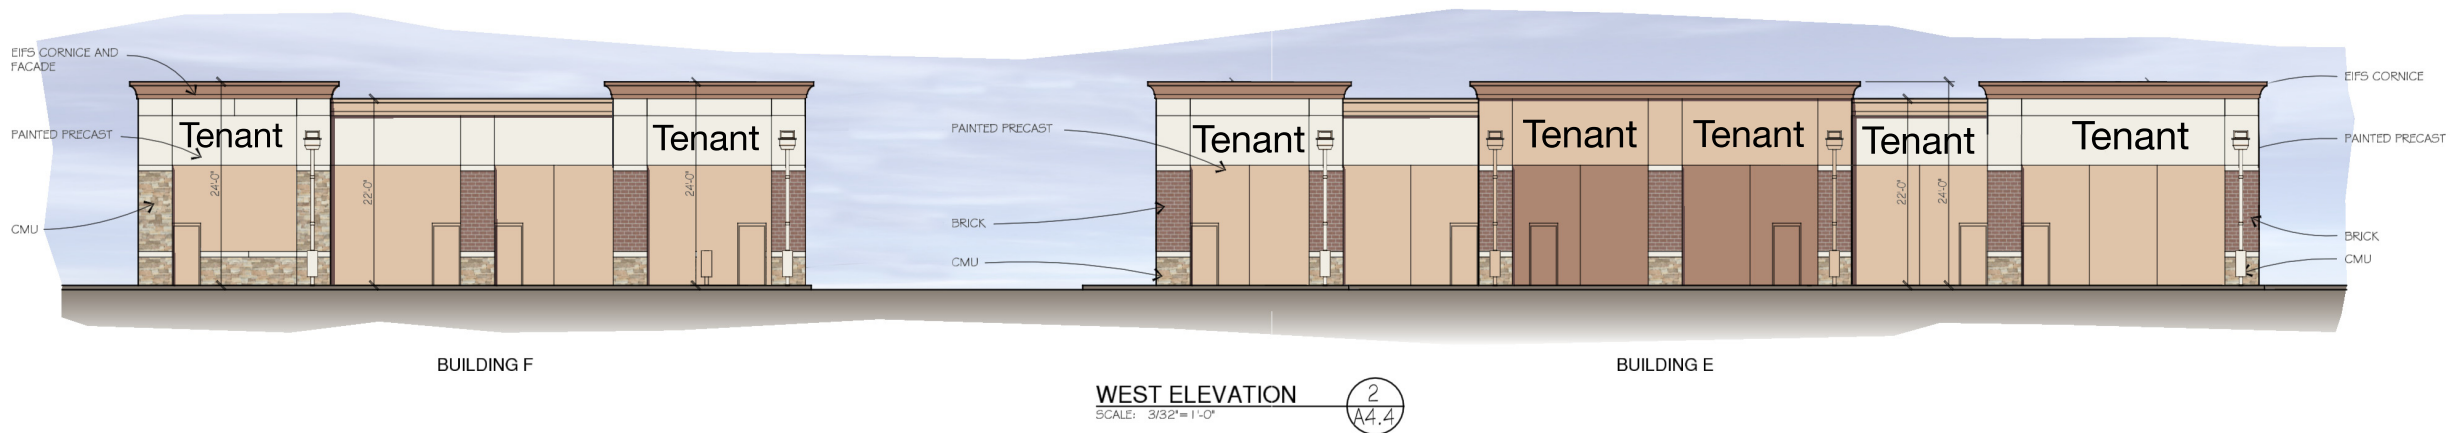 EIFS CORNICE AND
FACADE
PAINTED PRECAST
CMU
Tenant
24'-0"
22'-0"
Tenant
24'-0"
PAINTED PRECAST
BRICK
CMU
Tenant
Tenant
Tenant
Tenant
22'-0"
24'-0"
Tenant
EIFS CORNICE
PAINTED PRECAST
BRICK
CMU
BUILDING F
BUILDING E
WEST ELEVATION
SCALE: 3/32"=1'-0"
2
A4.4